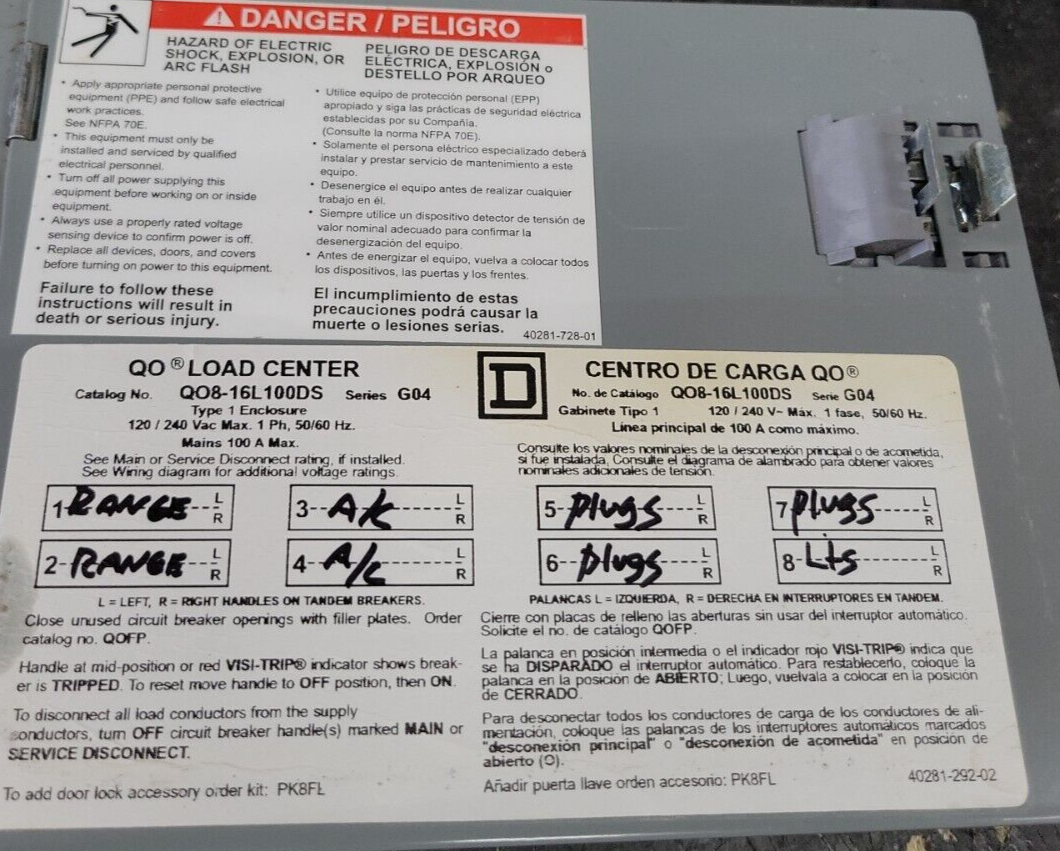 ⚠ DANGER / PELIGRO
HAZARD OF ELECTRIC
SHOCK, EXPLOSION, OR
ARC FLASH
• Apply appropriate personal protective
equipment (PPE) and follow safe electrical
work practices.
See NFPA 70E.
• This equipment must only be
installed and serviced by qualified
electrical personnel.
• Turn off all power supplying this
equipment before working on or inside
equipment.
• Always use a properly rated voltage
sensing device to confirm power is off.
• Replace all devices, doors, and covers
before turning on power to this equipment.
Failure to follow these
instructions will result in
death or serious injury.
PELIGRO DE DESCARGA
ELÉCTRICA, EXPLOSIÓN o
DESTELLO POR ARQUEO
• Utilice equipo de protección personal (EPP)
apropiado y siga las prácticas de seguridad eléctrica
establecidas por su Compañía.
(Consulte la norma NFPA 70E).
• Solamente el persona eléctrico especializado deberá
instalar y prestar servicio de mantenimiento a este
equipo.
• Desenergice el equipo antes de realizar cualquier
trabajo en él.
• Siempre utilice un dispositivo detector de tensión de
valor nominal adecuado para confirmar la
desenergización del equipo.
• Antes de energizar el equipo, vuelva a colocar todos
los dispositivos, las puertas y los frentes.
El incumplimiento de estas
precauciones podrá causar la
muerte o lesiones serias.
40281-728-01
QO® LOAD CENTER
Catalog No. QO8-16L100DS Series G04
Type 1 Enclosure
120 / 240 Vac Max. 1 Ph, 50/60 Hz.
Mains 100 A Max.
See Main or Service Disconnect rating, if installed.
See Wiring diagram for additional voltage ratings.
D
CENTRO DE CARGA QO®
No. de Catálogo QO8-16L100DS Serie G04
Gabinete Tipo 1 120 / 240 V~ Máx. 1 fase, 50/60 Hz.
Línea principal de 100 A como máximo.
Consulte los valores nominales de la desconexión principal o de acometida,
si fue instalada. Consulte el diagrama de alambrado para obtener valores
nominales adicionales de tensión.
1 RANGE L R
3 A/c L R
5 plugs L R
7 plugs L R
2 RANGE L R
4 A/c L R
6 plugs L R
8 Lts L R
L = LEFT, R = RIGHT HANDLES ON TANDEM BREAKERS.
PALANCAS L = IZQUIERDA, R = DERECHA EN INTERRUPTORES EN TANDEM.
Close unused circuit breaker openings with filler plates. Order
catalog no. QOFP.
Handle at mid-position or red VISI-TRIP® indicator shows break-
er is TRIPPED. To reset move handle to OFF position, then ON.
To disconnect all load conductors from the supply
conductors, turn OFF circuit breaker handle(s) marked MAIN or
SERVICE DISCONNECT.
To add door lock accessory order kit: PK8FL
Cierre con placas de relleno las aberturas sin usar del interruptor automático.
Solicite el no. de catálogo QOFP.
La palanca en posición intermedia o el indicador rojo VISI-TRIP® indica que
se ha DISPARADO el interruptor automático. Para restablecerlo, coloque la
palanca en la posición de ABIERTO; Luego, vuelvala a colocar en la posición
de CERRADO.
Para desconectar todos los conductores de carga de los conductores de ali-
mentación, coloque las palancas de los interruptores automáticos marcados
"desconexión principal" o "desconexión de acometida" en posición de
abierto (O).
Añadir puerta llave orden accesorio: PK8FL
40281-292-02